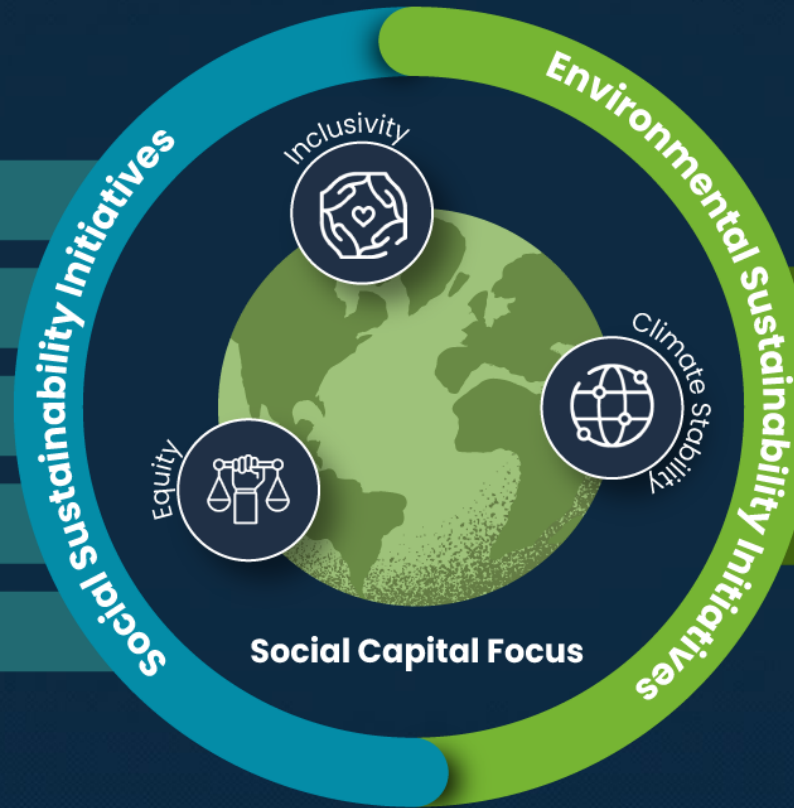 Social Sustainability Initiatives
Environmental Sustainability Initiatives
Inclusivity
Climate Stability
Equity
Social Capital Focus